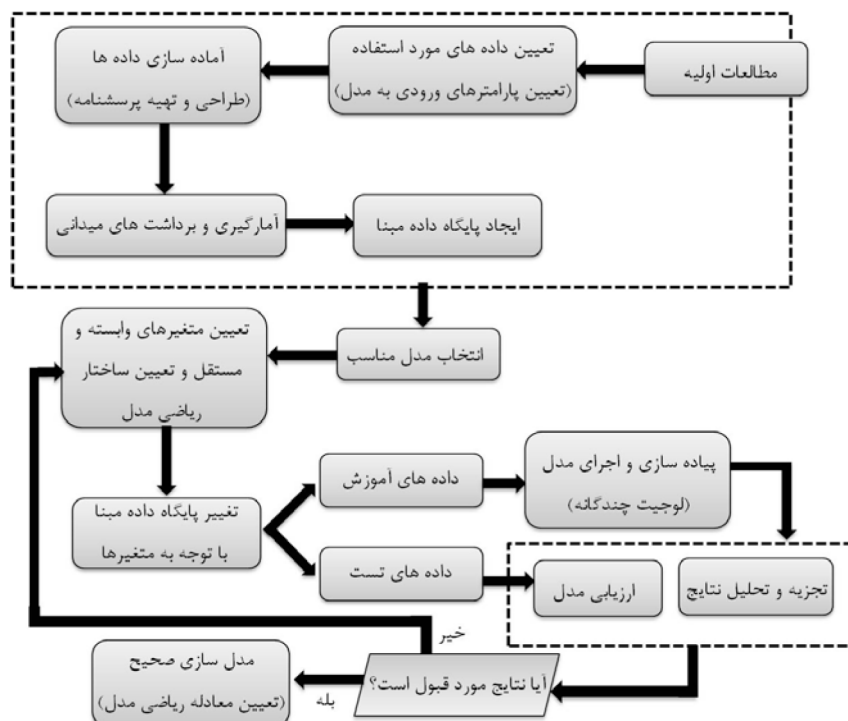 مطالعات اولیه
تعیین داده های مورد استفاده
(تعیین پارامترهای ورودی به مدل)
آماده سازی داده ها
(طراحی و تهیه پرسشنامه)
آمارگیری و برداشت های میدانی
ایجاد پایگاه داده مبنا
انتخاب مدل مناسب
تعیین متغیرهای وابسته و
مستقل و تعیین ساختار
ریاضی مدل
تغییر پایگاه داده مبنا
با توجه به متغیرها
داده های آموزش
پیاده سازی و اجرای مدل
(لوجیت چندگانه)
داده های تست
ارزیابی مدل
تجزیه و تحلیل نتایج
آیا نتایج مورد قبول است؟
خیر
بله
مدل سازی صحیح
(تعیین معادله ریاضی مدل)